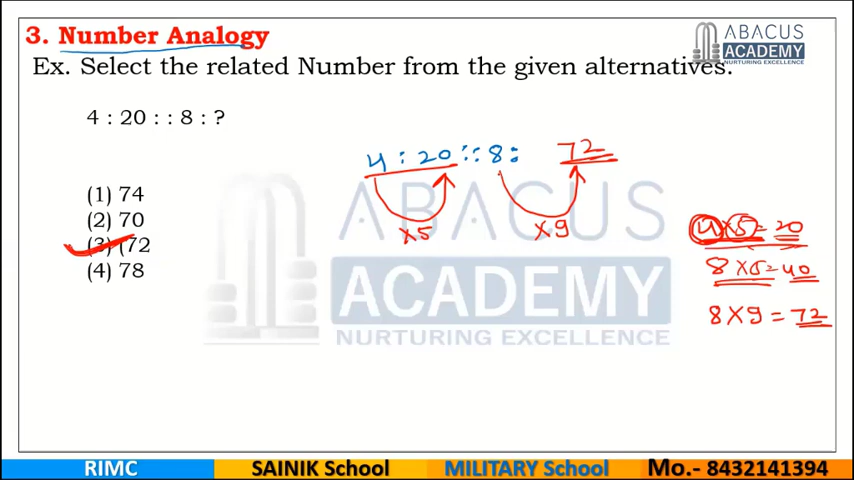 3. Number Analogy
ABACUS
ACADEMY
NURTURING EXCELLENCE
Ex. Select the related Number from the given alternatives.
4 : 20 : : 8 : ?
4 : 20 :: 8 : 72
×5 ×9
(1) 74
(2) 70
(3) (72
(4) 78
4×5 = 20
8×5=40
8×9=72
ABACUS
ACADEMY
NURTURING EXCELLENCE
RIMC SAINIK School MILITARY School Mo.- 8432141394